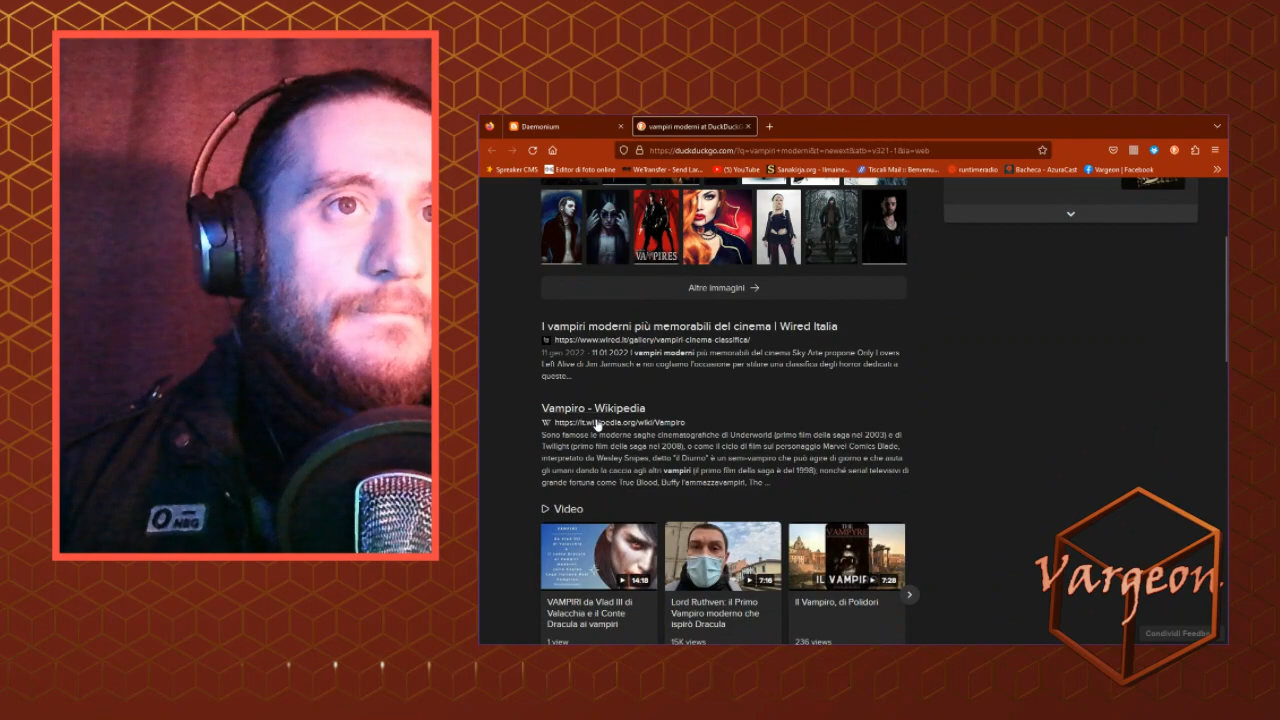 Daemonium
vampiri moderni at DuckDuckG
https://duckduckgo.com/?q=vampiri+moderni&t=newext&atb=v321-1&ia=web
Spreaker CMS
Editor di foto online
WeTransfer - Send Lar...
(5) YouTube
Sanakirja.org - Ilmaine...
Tiscali Mail :: Benvenu...
runtimeradio
Bacheca - AzuraCast
Vargeon | Facebook
VAMPIRES
Altre immagini
I vampiri moderni più memorabili del cinema | Wired Italia
https://www.wired.it/gallery/vampiri-cinema-classifica/
11 gen 2022 - 11.01.2022 I vampiri moderni più memorabili del cinema Sky Arte propone Only Lovers
Left Alive di Jim Jarmusch e noi cogliamo l'occasione per stilare una classifica degli horror dedicati a
queste...
Vampiro - Wikipedia
W https://it.wikipedia.org/wiki/Vampiro
Sono famose le moderne saghe cinematografiche di Underworld (primo film della saga nel 2003) e di
Twilight (primo film della saga nel 2008), o come il ciclo di film sul personaggio Marvel Comics Blade,
interpretato da Wesley Snipes, detto "il Diurno" è un semi-vampiro che può agire di giorno e che aiuta
gli umani dando la caccia agli altri vampiri (il primo film della saga è del 1998), nonché serial televisivi di
grande fortuna come True Blood, Buffy l'ammazzavampiri, The ...
Video
VAMPIRI
14:18
7:16
THE
VAMPYRE
IL VAMPIR
7:28
VAMPIRI da Vlad III di
Valacchia e il Conte
Dracula ai vampiri
1 view
Lord Ruthven: il Primo
Vampiro moderno che
ispirò Dracula
15K views
Il Vampiro, di Polidori
236 views
Condividi Feedba
Vargeon
O NEG